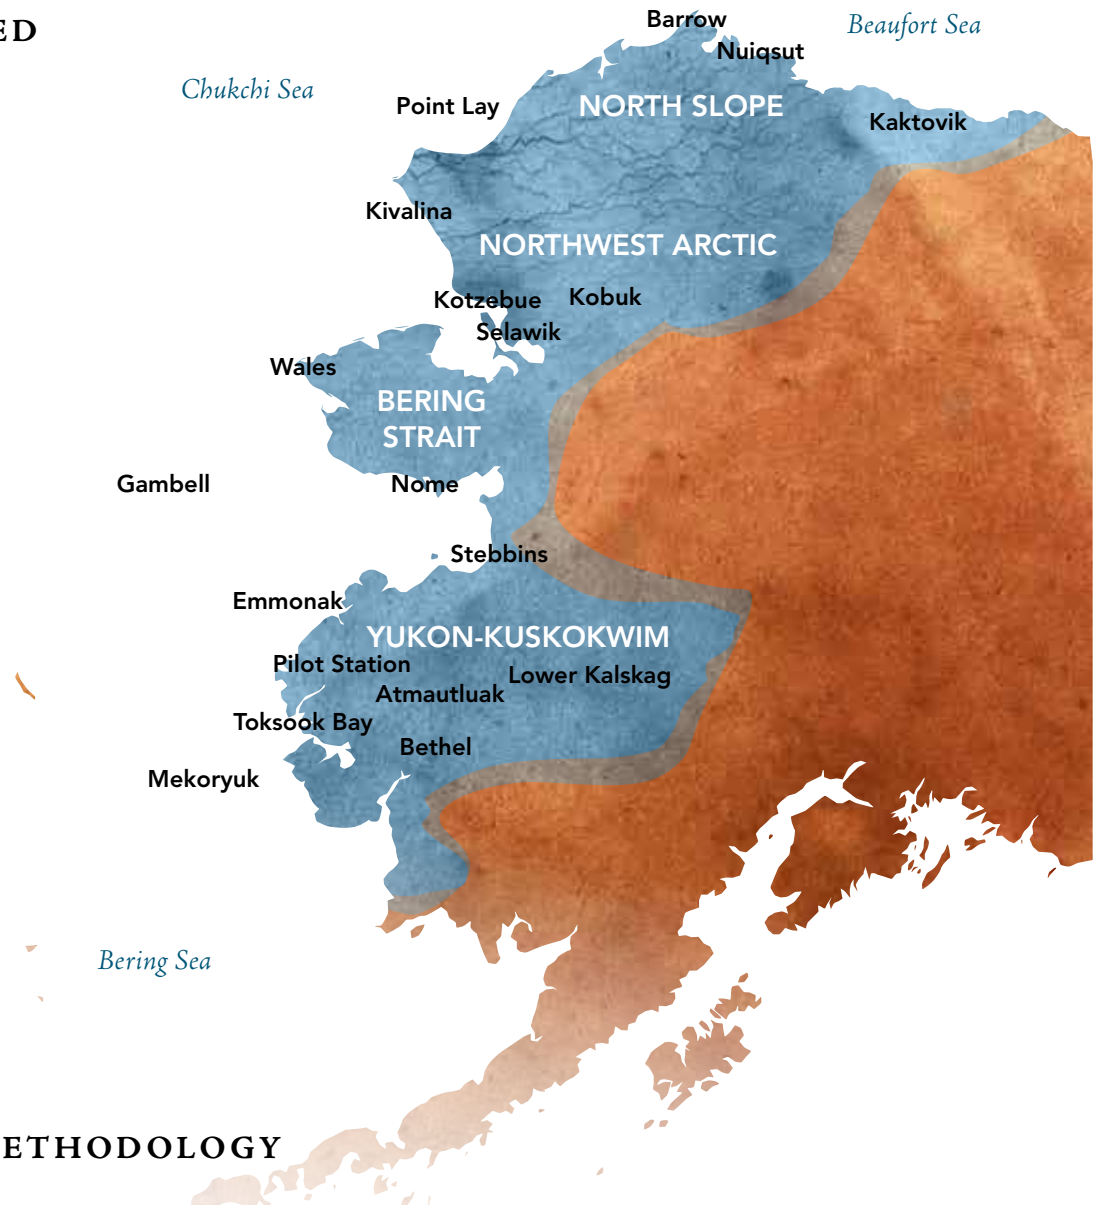 ED
Barrow
Beaufort Sea
Nuiqsut
Chukchi Sea
Point Lay
NORTH SLOPE
Kaktovik
Kivalina
NORTHWEST ARCTIC
Kotzebue
Kobuk
Selawik
Wales
BERING
STRAIT
Gambell
Nome
Stebbins
Emmonak
YUKON-KUSKOKWIM
Pilot Station
Lower Kalskag
Atmautluak
Toksook Bay
Bethel
Mekoryuk
Bering Sea
ETHODOLOGY